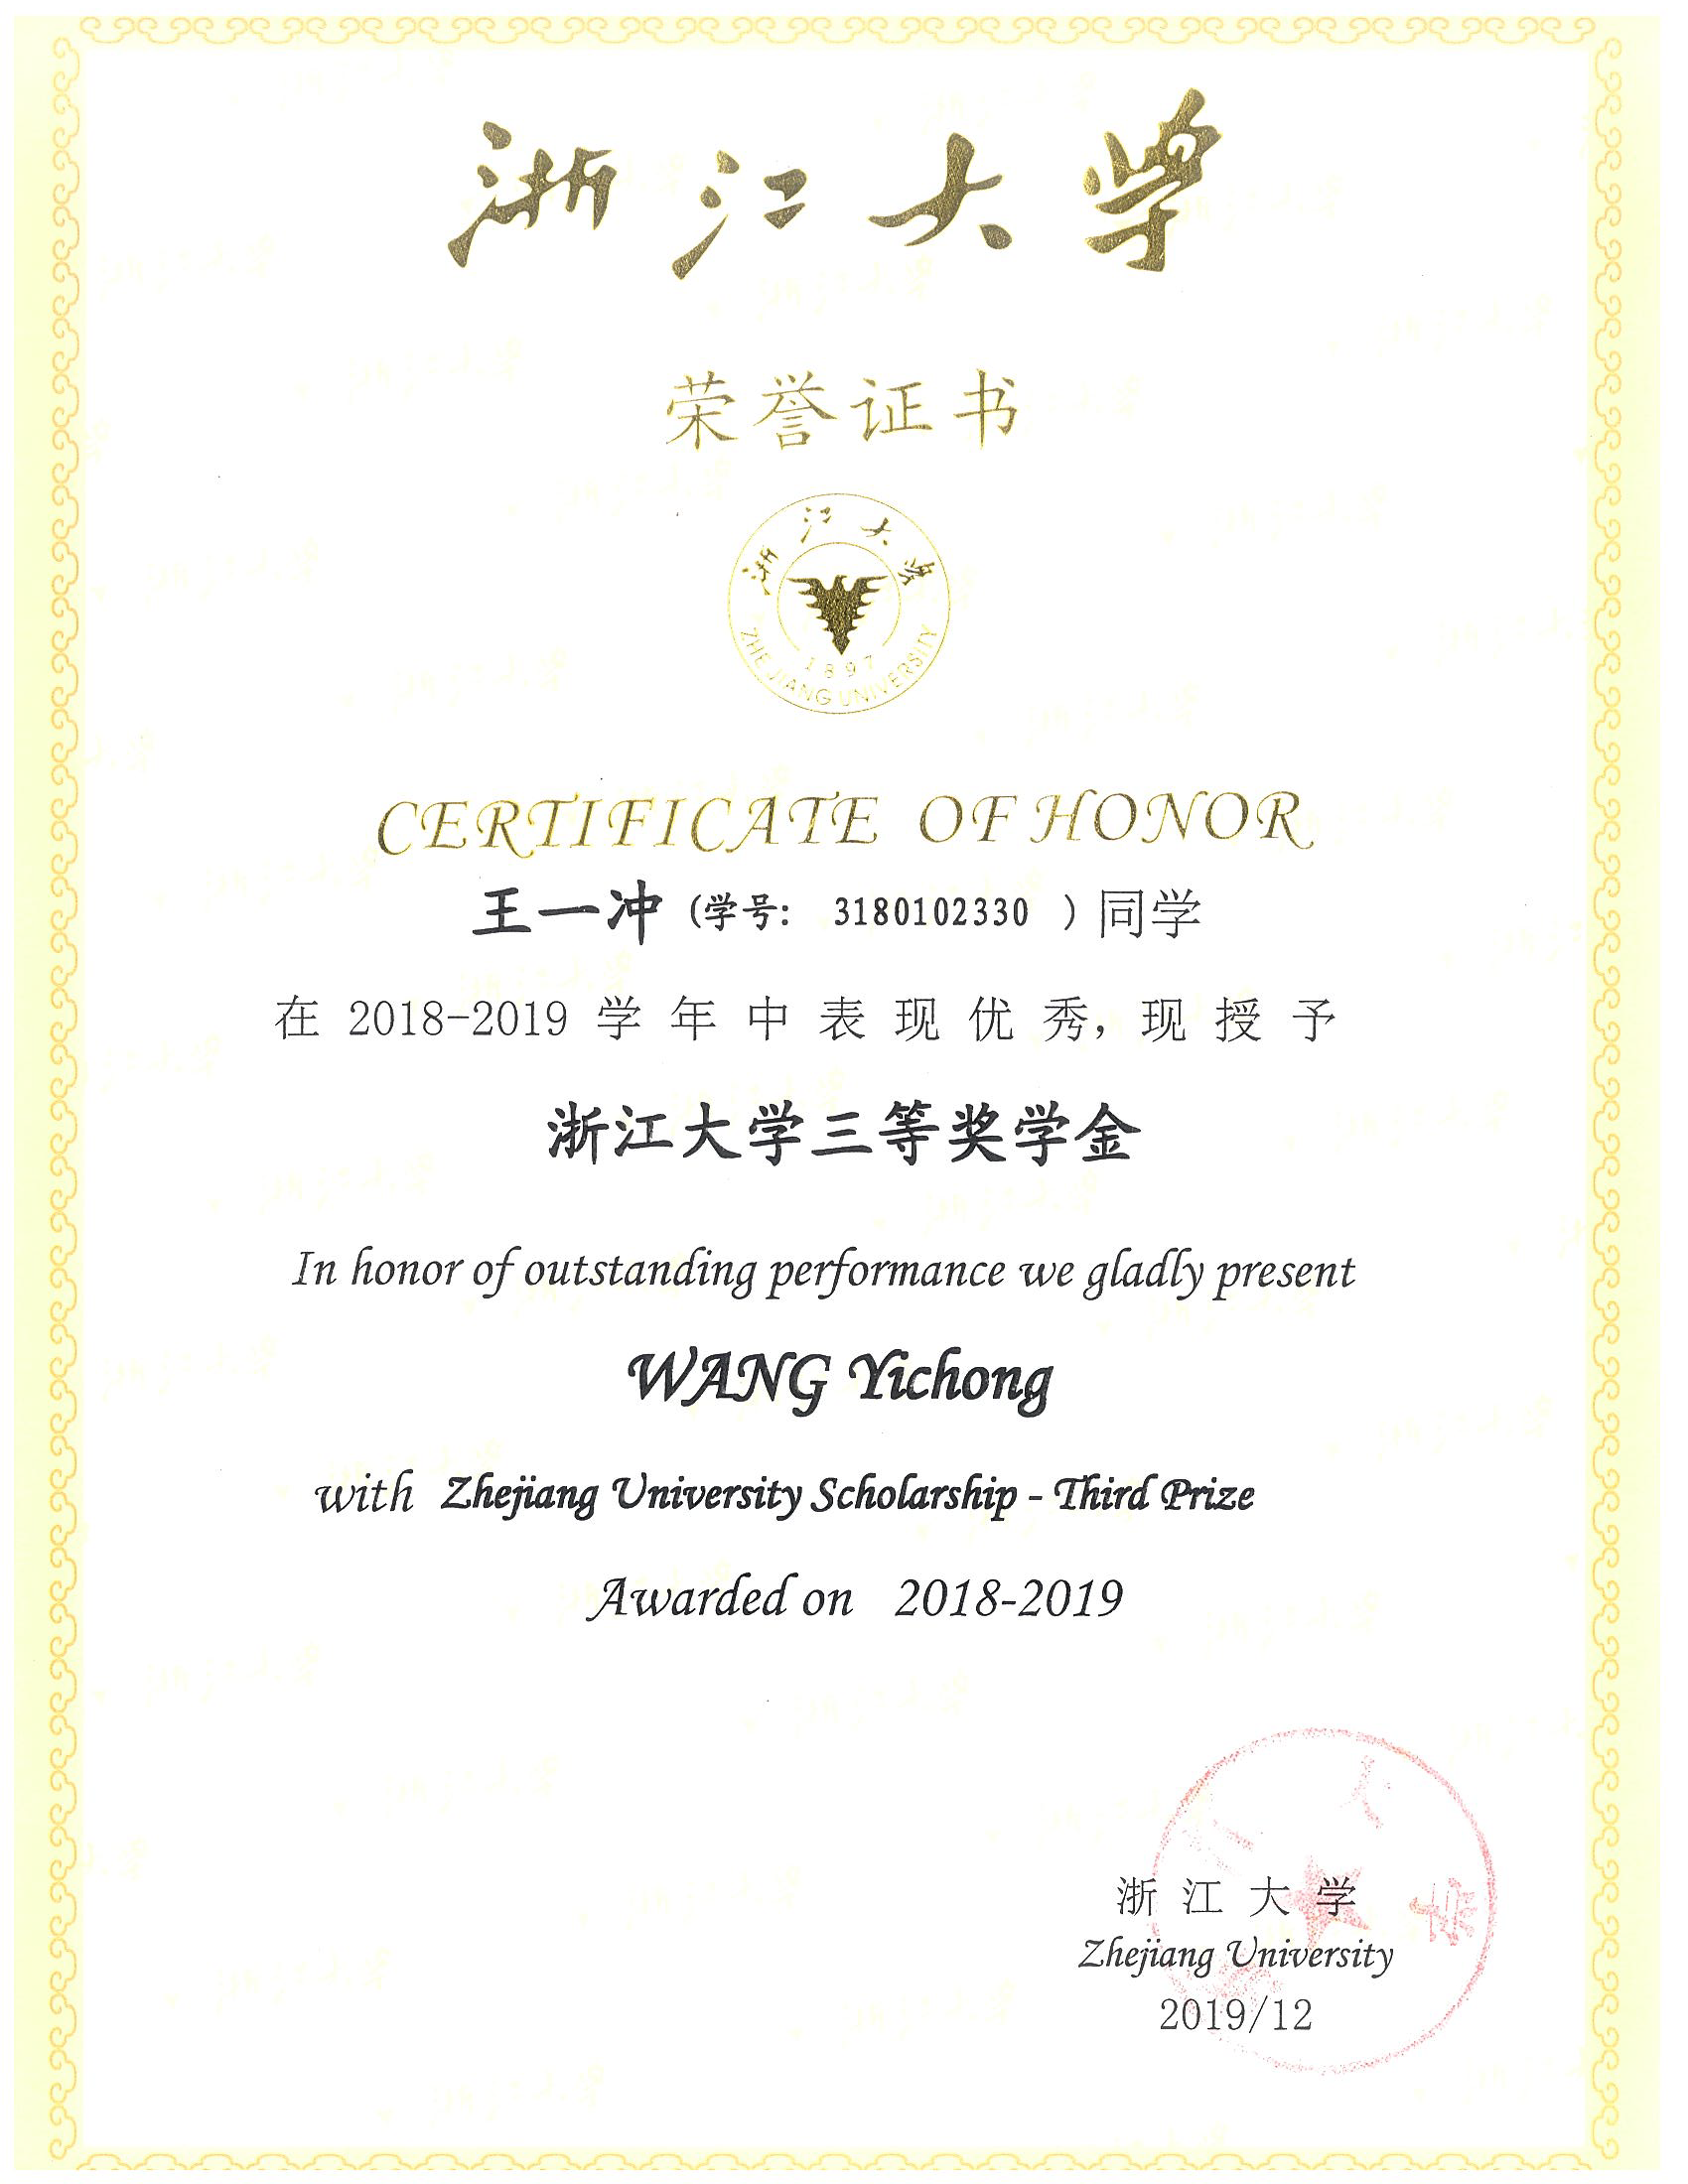 浙江大学
荣誉证书
浙江大学
1897
ZHEJIANG UNIVERSITY
CERTIFICATE OF HONOR
王一冲 (学号: 3180102330 ) 同学
在 2018-2019 学年中表现优秀, 现授予
浙江大学三等奖学金
In honor of outstanding performance we gladly present
WANG Yichong
with Zhejiang University Scholarship - Third Prize
Awarded on 2018-2019
浙江大学
Zhejiang University
2019/12